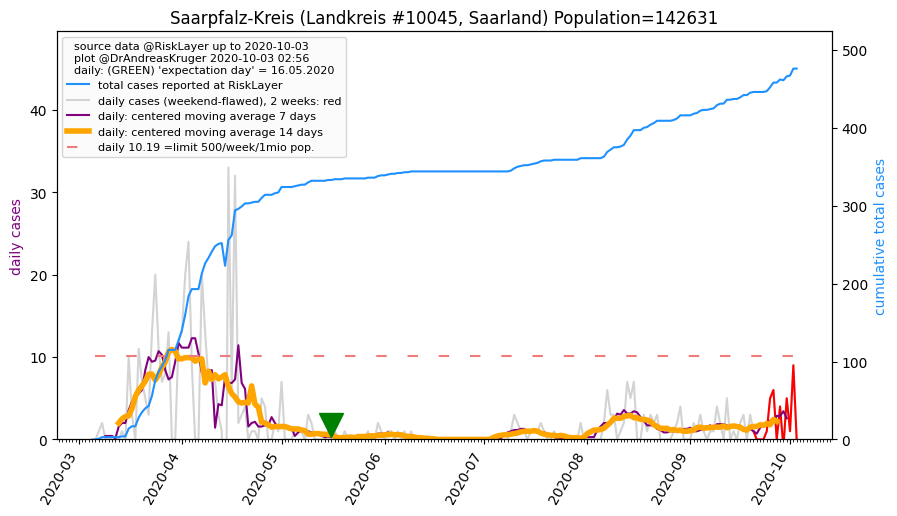 Saarpfalz-Kreis (Landkreis #10045, Saarland) Population=142631
source data @RiskLayer up to 2020-10-03
plot @DrAndreasKruger 2020-10-03 02:56
daily: (GREEN) 'expectation day' = 16.05.2020
total cases reported at RiskLayer
daily cases (weekend-flawed), 2 weeks: red
daily: centered moving average 7 days
daily: centered moving average 14 days
daily 10.19 =limit 500/week/1mio pop.
daily cases
40
30
20
10
0
cumulative total cases
500
400
300
200
100
0
2020-03
2020-04
2020-05
2020-06
2020-07
2020-08
2020-09
2020-10